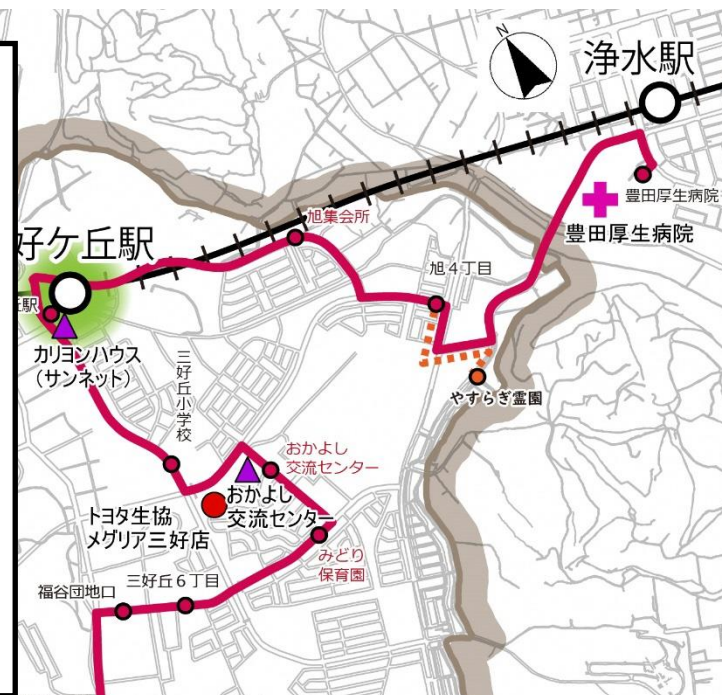 N
浄水駅
豊田厚生病院
豊田厚生病院
旭集会所
好ケ丘駅
旭4丁目
丘駅
カリヨンハウス
(サンネット)
やすらぎ霊園
三好丘小学校
おかよし
交流センター
おかよし
交流センター
トヨタ生協
メグリア三好店
みどり
保育園
三好丘6丁目
福谷団地口